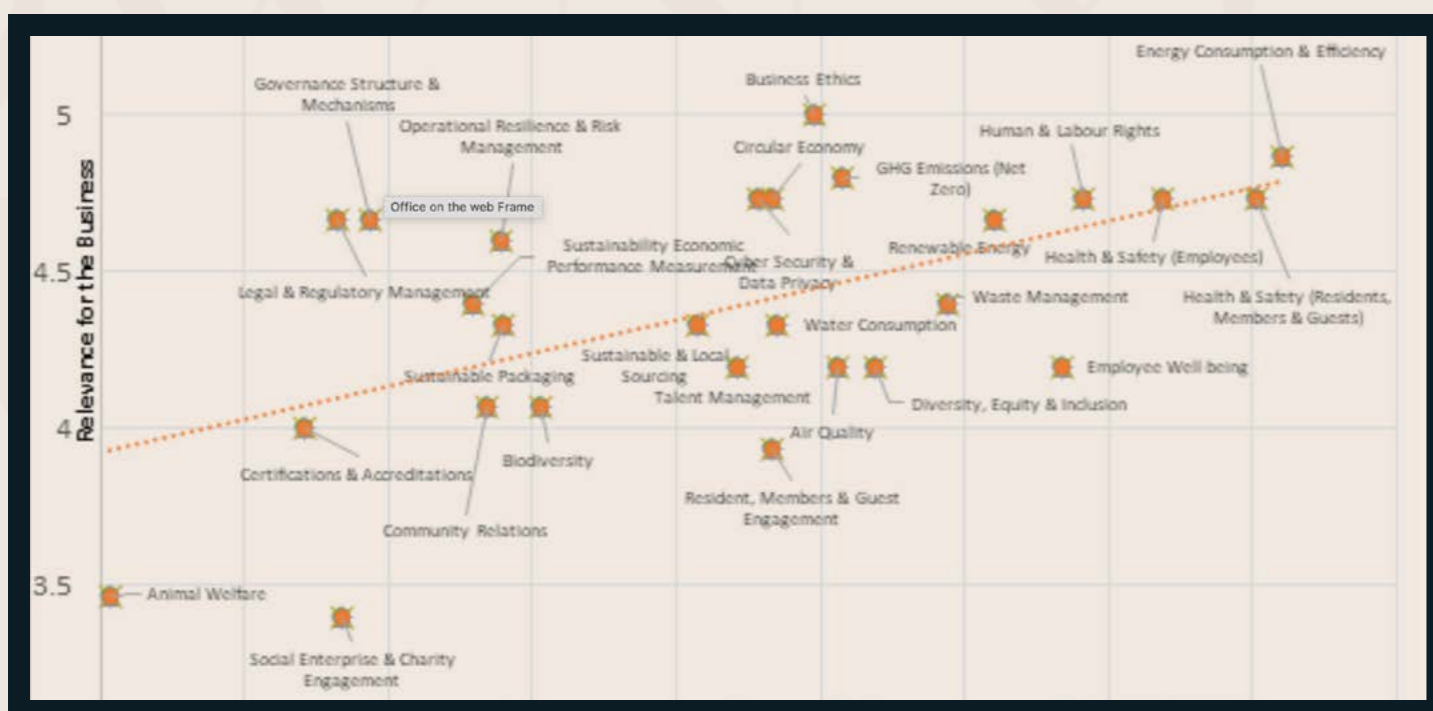 Energy Consumption & Efficiency
Governance Structure &
Mechanisms
Business Ethics
5
Operational Resilience & Risk
Management
Human & Labour Rights
Circular Economy
GHG Emissions (Net
Zero)
Relevance for the Business
Office on the web Frame
Sustainability Economic
Performance Measurement
Renewable Energy
Health & Safety (Employees)
Cyber Security &
Data Privacy
4.5
Legal & Regulatory Management
Waste Management
Health & Safety (Residents,
Members & Guests)
Water Consumption
Sustainable & Local
Sourcing
Sustainable Packaging
Employee Well being
Talent Management
Diversity, Equity & Inclusion
4
Air Quality
Biodiversity
Certifications & Accreditations
Resident, Members & Guest
Engagement
Community Relations
3.5
Animal Welfare
Social Enterprise & Charity
Engagement